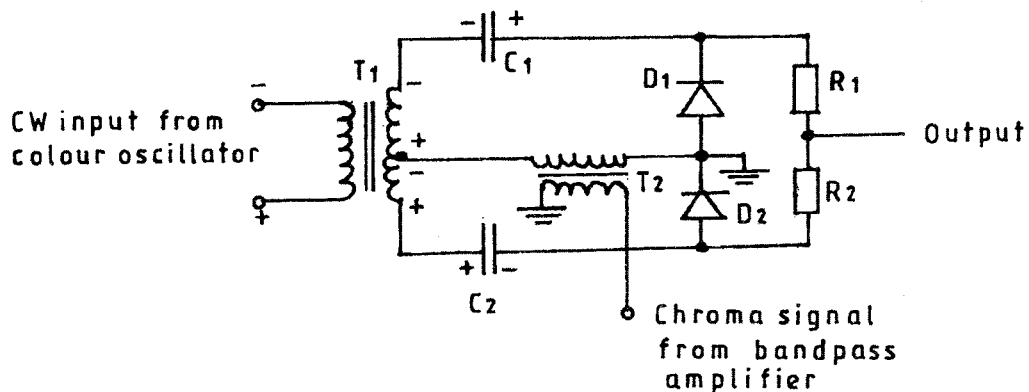 - +
C1
T1
-
D1
R1
-
CW input from
colour oscillator
+
-
Output
T2
+
+
D2
R2
+ -
C2
Chroma signal
from bandpass
amplifier